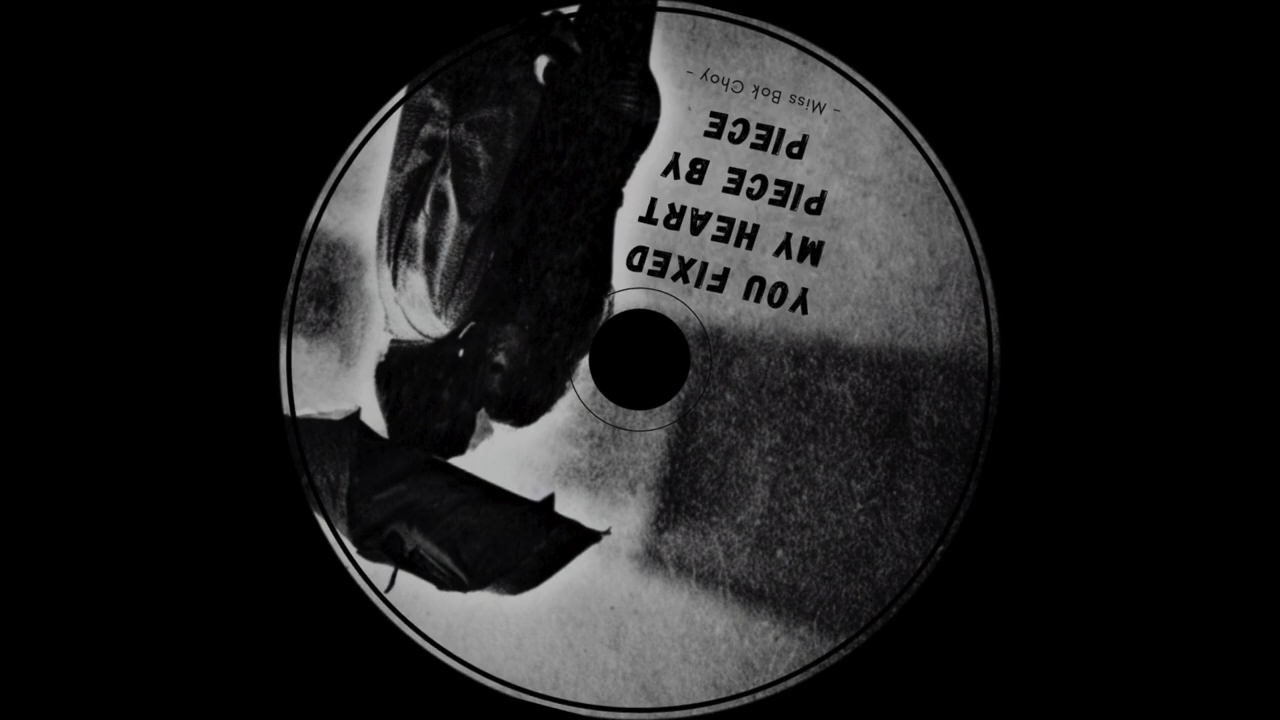 YOU FIXED
MY HEART
PIECE BY
PIECE
- Miss Bok Choy -